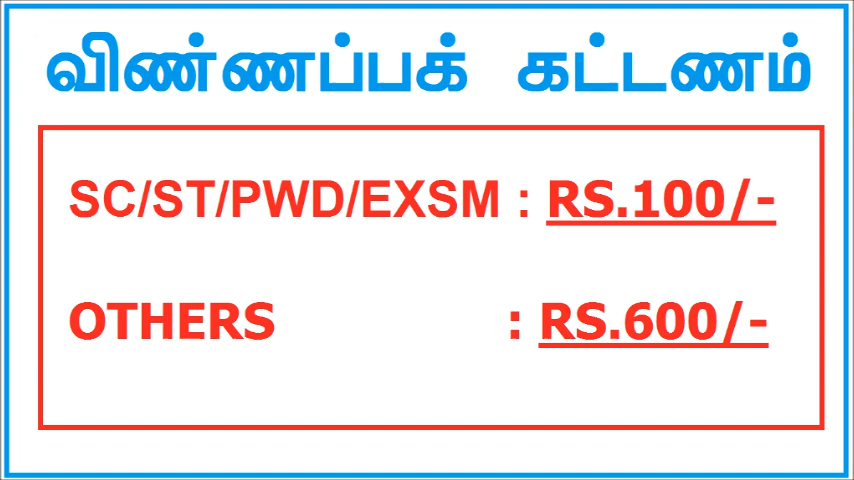 விண்ணப்பக் கட்டணம்
SC/ST/PWD/EXSM : RS.100/-
OTHERS : RS.600/-